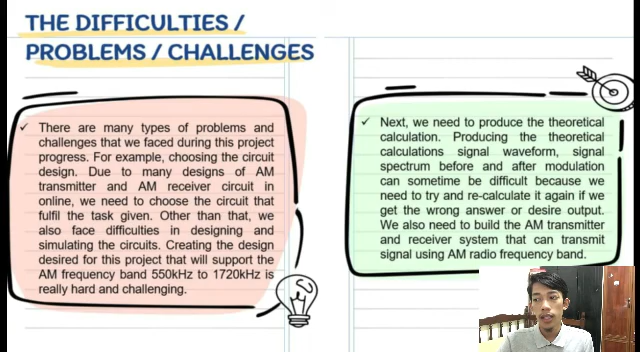 THE DIFFICULTIES /
PROBLEMS / CHALLENGES
✓ There are many types of problems and
challenges that we faced during this project
progress. For example, choosing the circuit
design. Due to many designs of AM
transmitter and AM receiver circuit in
online, we need to choose the circuit that
fulfil the task given. Other than that, we
also face difficulties in designing and
simulating the circuits. Creating the design
desired for this project that will support the
AM frequency band 550kHz to 1720kHz is
really hard and challenging.
✓ Next, we need to produce the theoretical
calculation. Producing the theoretical
calculations signal waveform, signal
spectrum before and after modulation
can sometime be difficult because we
need to try and re-calculate it again if we
get the wrong answer or desire output.
We also need to build the AM transmitter
and receiver system that can transmit
signal using AM radio frequency band.